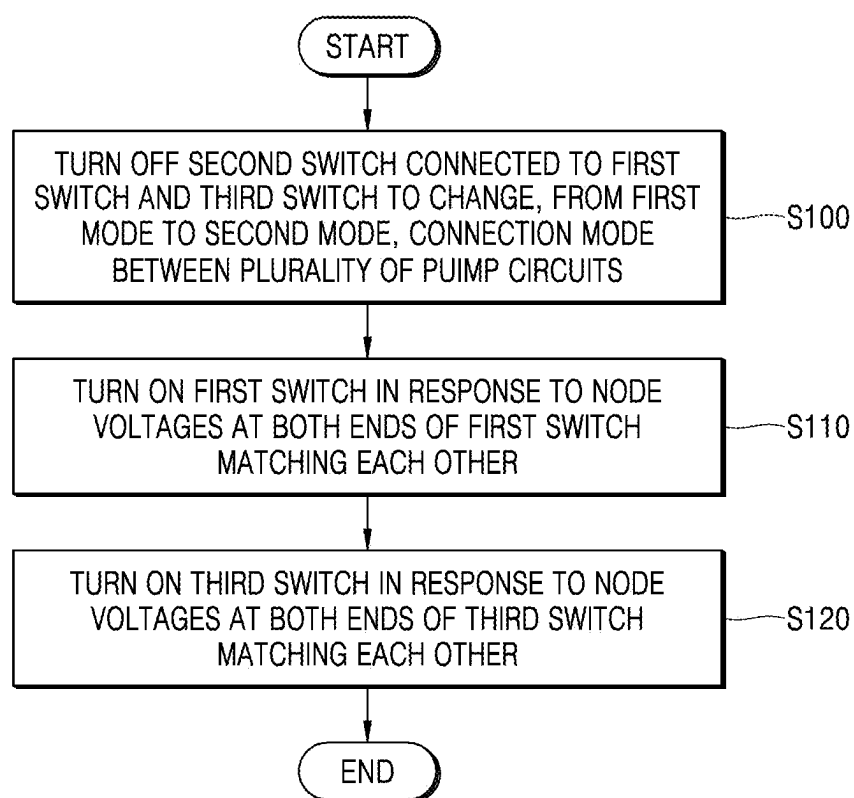 START
TURN OFF SECOND SWITCH CONNECTED TO FIRST
SWITCH AND THIRD SWITCH TO CHANGE, FROM FIRST
MODE TO SECOND MODE, CONNECTION MODE
BETWEEN PLURALITY OF PUIMP CIRCUITS
S100
TURN ON FIRST SWITCH IN RESPONSE TO NODE
VOLTAGES AT BOTH ENDS OF FIRST SWITCH
MATCHING EACH OTHER
S110
TURN ON THIRD SWITCH IN RESPONSE TO NODE
VOLTAGES AT BOTH ENDS OF THIRD SWITCH
MATCHING EACH OTHER
S120
END